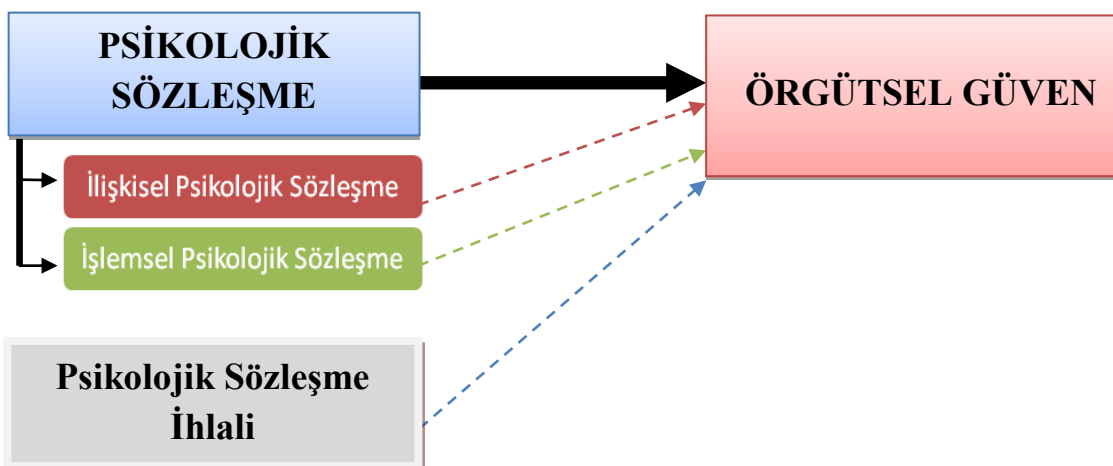 PSİKOLOJİK
SÖZLEŞME
ÖRGÜTSEL GÜVEN
İlişkisel Psikolojik Sözleşme
İşlemsel Psikolojik Sözleşme
Psikolojik Sözleşme
İhlali